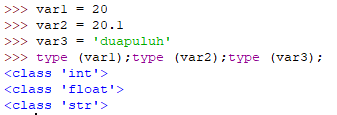 >>> var1 = 20
>>> var2 = 20.1
>>> var3 = 'duapuluh'
>>> type (var1);type (var2);type (var3);
<class 'int'>
<class 'float'>
<class 'str'>